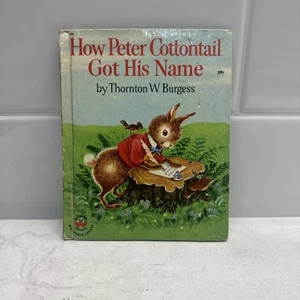 How Peter Cottontail
Got His Name
by Thornton W Burgess